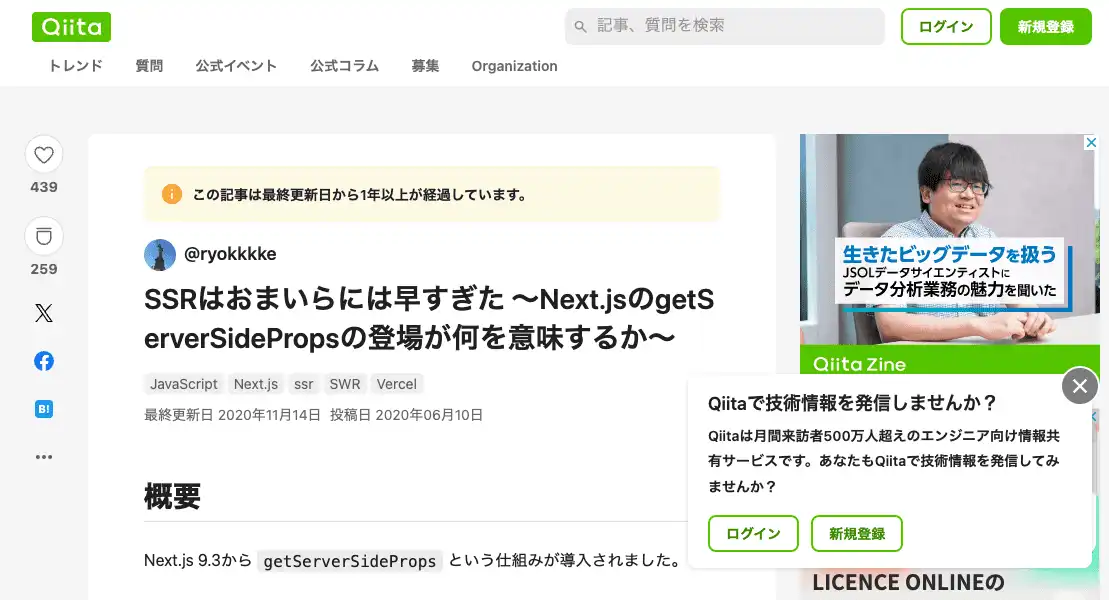 Qiita
記事、質問を検索
ログイン
新規登録
トレンド
質問
公式イベント
公式コラム
募集
Organization
439
259
X
B!
この記事は最終更新日から1年以上が経過しています。
@ryokkkke
SSRはおまいらには早すぎた 〜Next.jsのgetS
erverSidePropsの登場が何を意味するか〜
JavaScript
Next.js
ssr
SWR
Vercel
最終更新日 2020年11月14日 投稿日 2020年06月10日
概要
Next.js 9.3から getServerSideProps という仕組みが導入されました。
生きたビッグデータを扱う
JSOLデータサイエンティストに
データ分析業務の魅力を聞いた
Qiita Zine
Qiitaで技術情報を発信しませんか？
Qiitaは月間来訪者500万人超えのエンジニア向け情報共
有サービスです。あなたもQiitaで技術情報を発信してみ
ませんか？
ログイン
新規登録
LICENCE ONLINEの